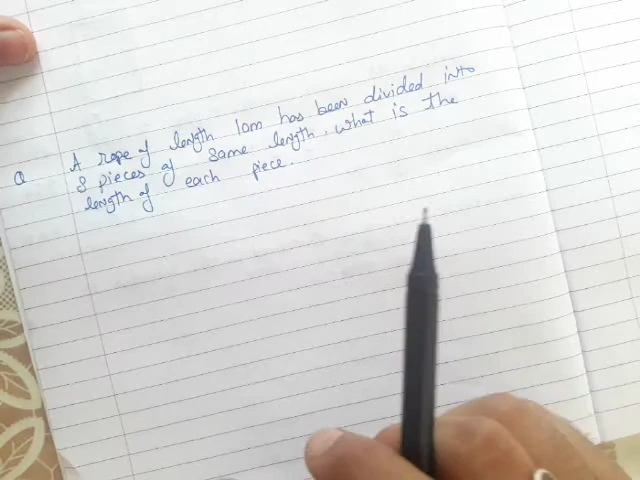 Q A rope of length 10m has been divided into
8 pieces of same length. what is the
length of each piece.